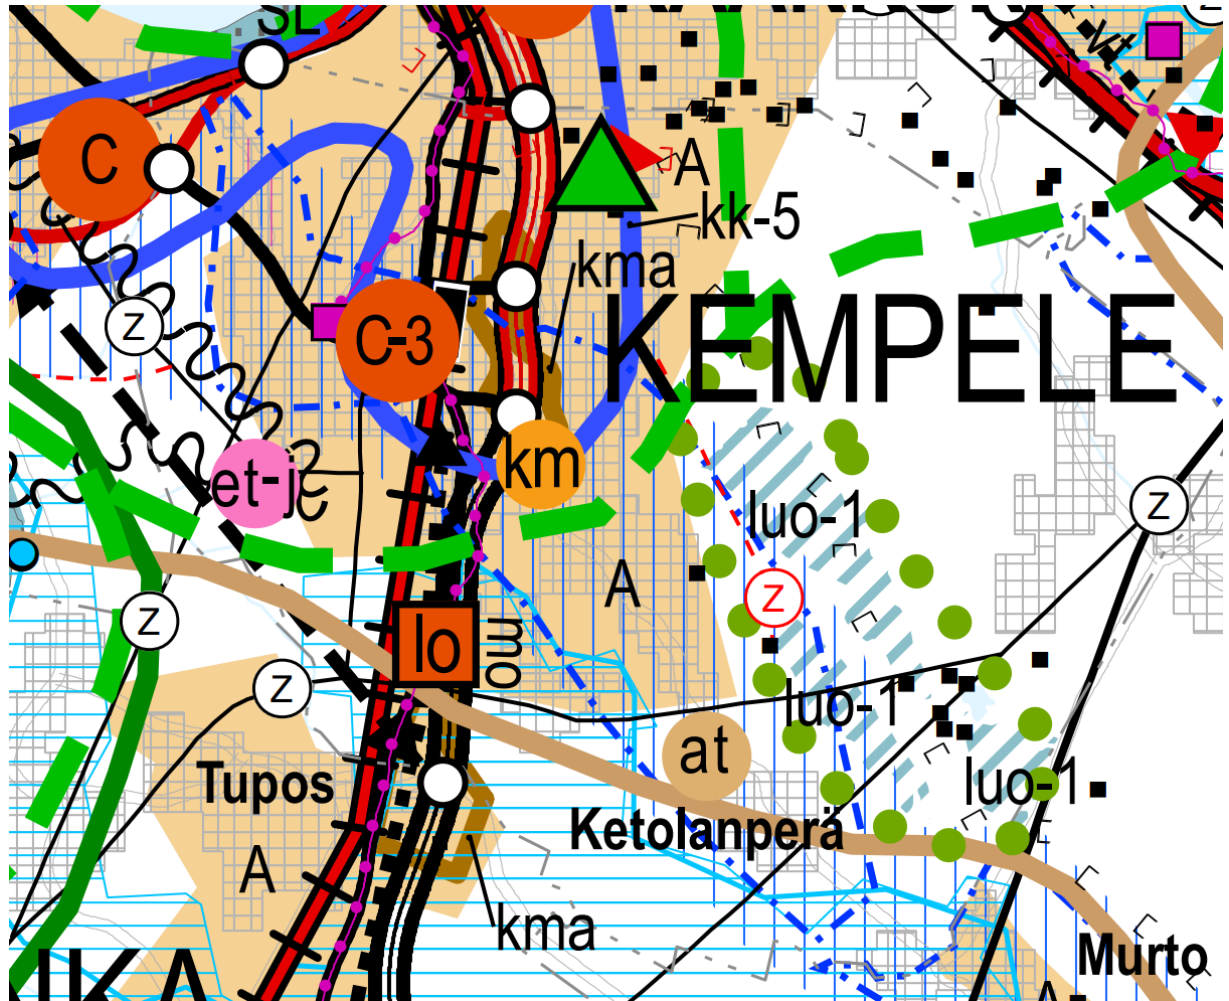 SL
vt
C
A
kk-5
kma
z
KEMPELE
C-3
km
et-j
z
luo-1
A
z
z
lo
mo
z
luo-1
at
Tupos
luo-1
Ketolanperä
A
kma
Murto